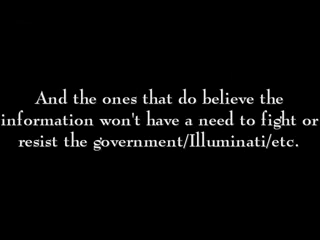 And the ones that do believe the
information won't have a need to fight or
resist the government/Illuminati/etc.